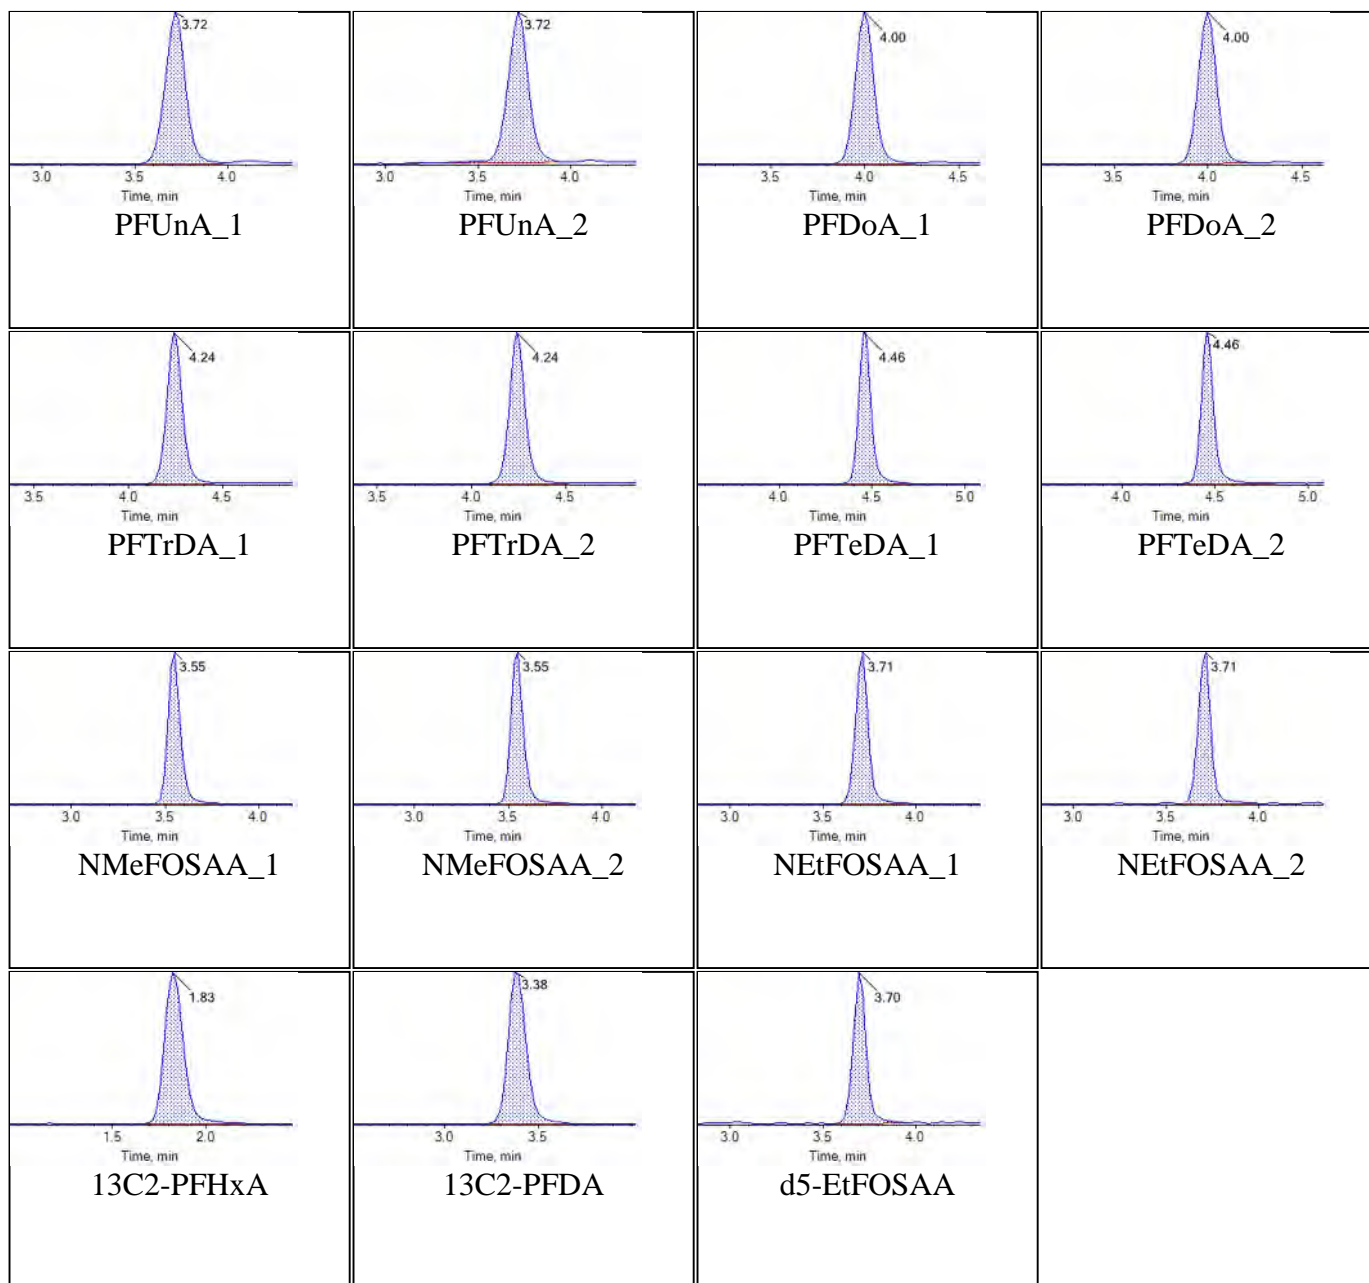 3.72
3.0 3.5 4.0
Time, min
PFUnA_1
3.72
3.0 3.5 4.0
Time, min
PFUnA_2
4.00
3.5 4.0 4.5
Time, min
PFDoA_1
4.00
3.5 4.0 4.5
Time, min
PFDoA_2
4.24
3.5 4.0 4.5
Time, min
PFTrDA_1
4.24
3.5 4.0 4.5
Time, min
PFTrDA_2
4.46
4.0 4.5 5.0
Time, min
PFTeDA_1
4.46
4.0 4.5 5.0
Time, min
PFTeDA_2
3.55
3.0 3.5 4.0
Time, min
NMeFOSAA_1
3.55
3.0 3.5 4.0
Time, min
NMeFOSAA_2
3.71
3.0 3.5 4.0
Time, min
NEtFOSAA_1
3.71
3.0 3.5 4.0
Time, min
NEtFOSAA_2
1.83
1.5 2.0
Time, min
13C2-PFHxA
3.38
3.0 3.5
Time, min
13C2-PFDA
3.70
3.0 3.5 4.0
Time, min
d5-EtFOSAA